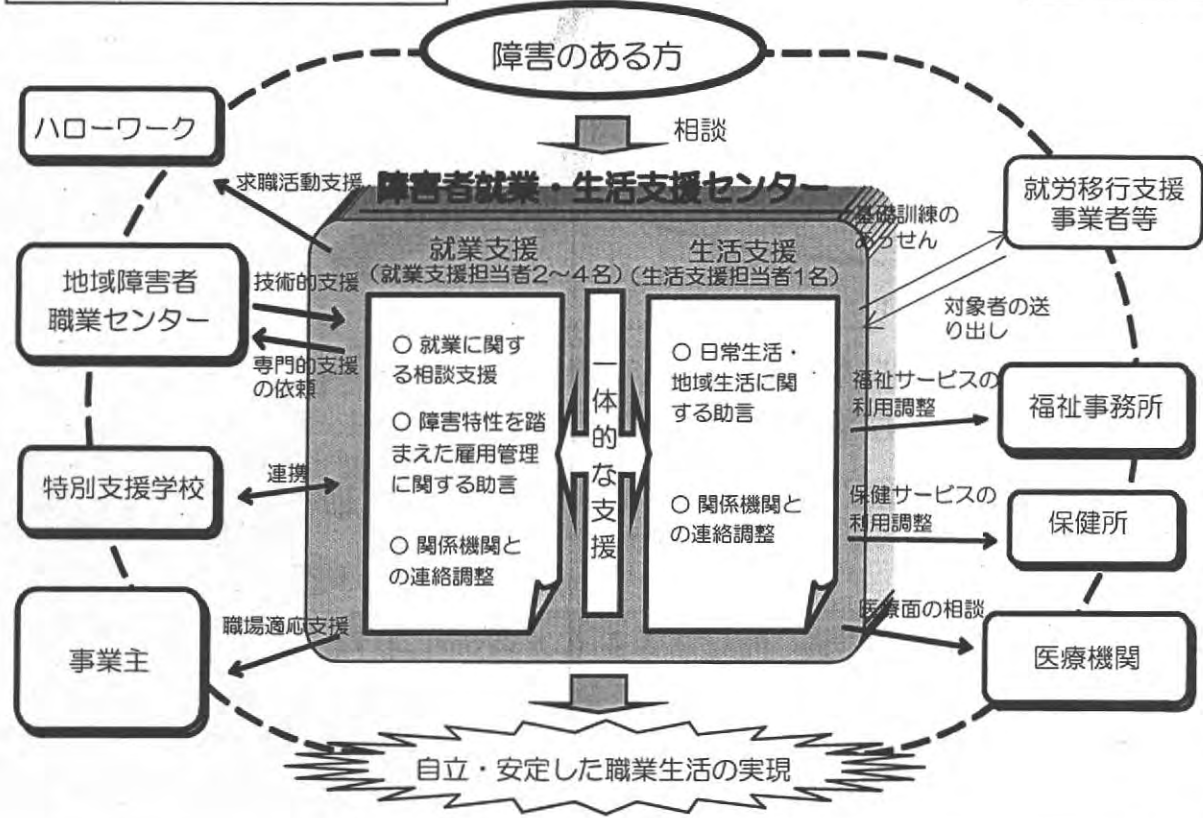 障害のある方
相談
ハローワーク
求職活動支援
障害者就業・生活支援センター
就労移行支援
事業者等
基礎訓練の
あっせん
対象者の送
り出し
地域障害者
職業センター
技術的支援
専門的支援
の依頼
就業支援
(就業支援担当者2～4名)
生活支援
(生活支援担当者1名)
○ 就業に関す
る相談支援
○ 障害特性を踏
まえた雇用管理
に関する助言
○ 関係機関と
の連絡調整
一体的な支援
○ 日常生活・
地域生活に関
する助言
○ 関係機関と
の連絡調整
福祉サービスの
利用調整
福祉事務所
特別支援学校
連携
保健サービスの
利用調整
保健所
事業主
職場適応支援
医療面の相談
医療機関
自立・安定した職業生活の実現